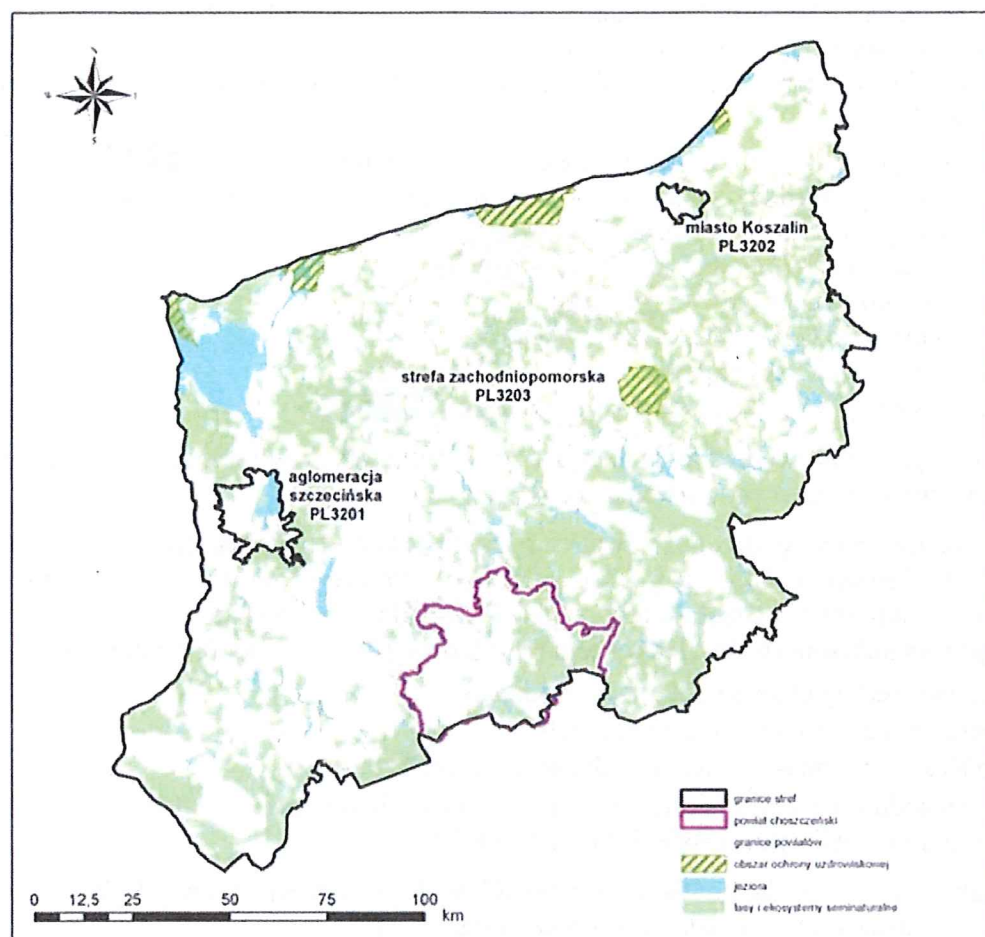 N
S
miasto Koszalin
PL3202
strefa zachodniopomorska
PL3203
aglomeracja
szczecińska
PL3201
granice stref
powiat choszczeński
granice powiatów
obszar ochrony uzdrowiskowej
jeziora
lasy i ekosystemy seminaturalne
0 12,5 25 50 75 100
km